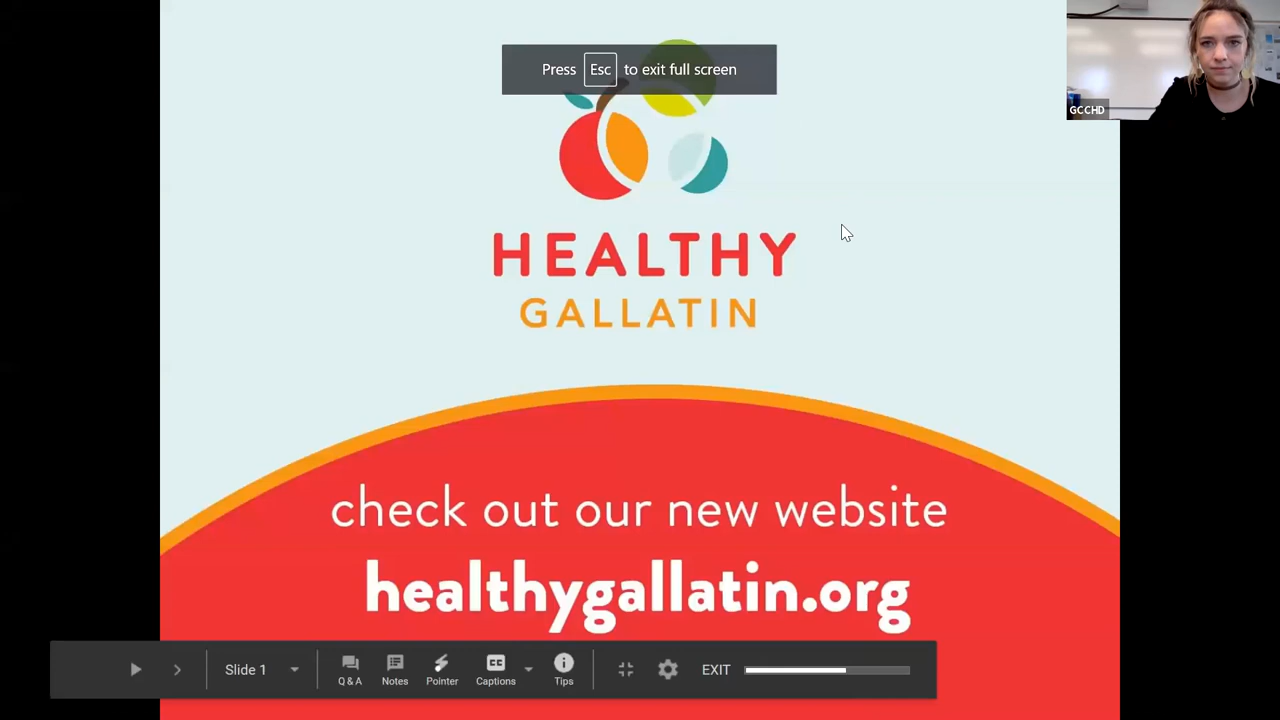 Press Esc to exit full screen
GCCHD
HEALTHY
GALLATIN
check out our new website
healthygallatin.org
Slide 1
Q & A
Notes
Pointer
CC
Captions
Tips
EXIT